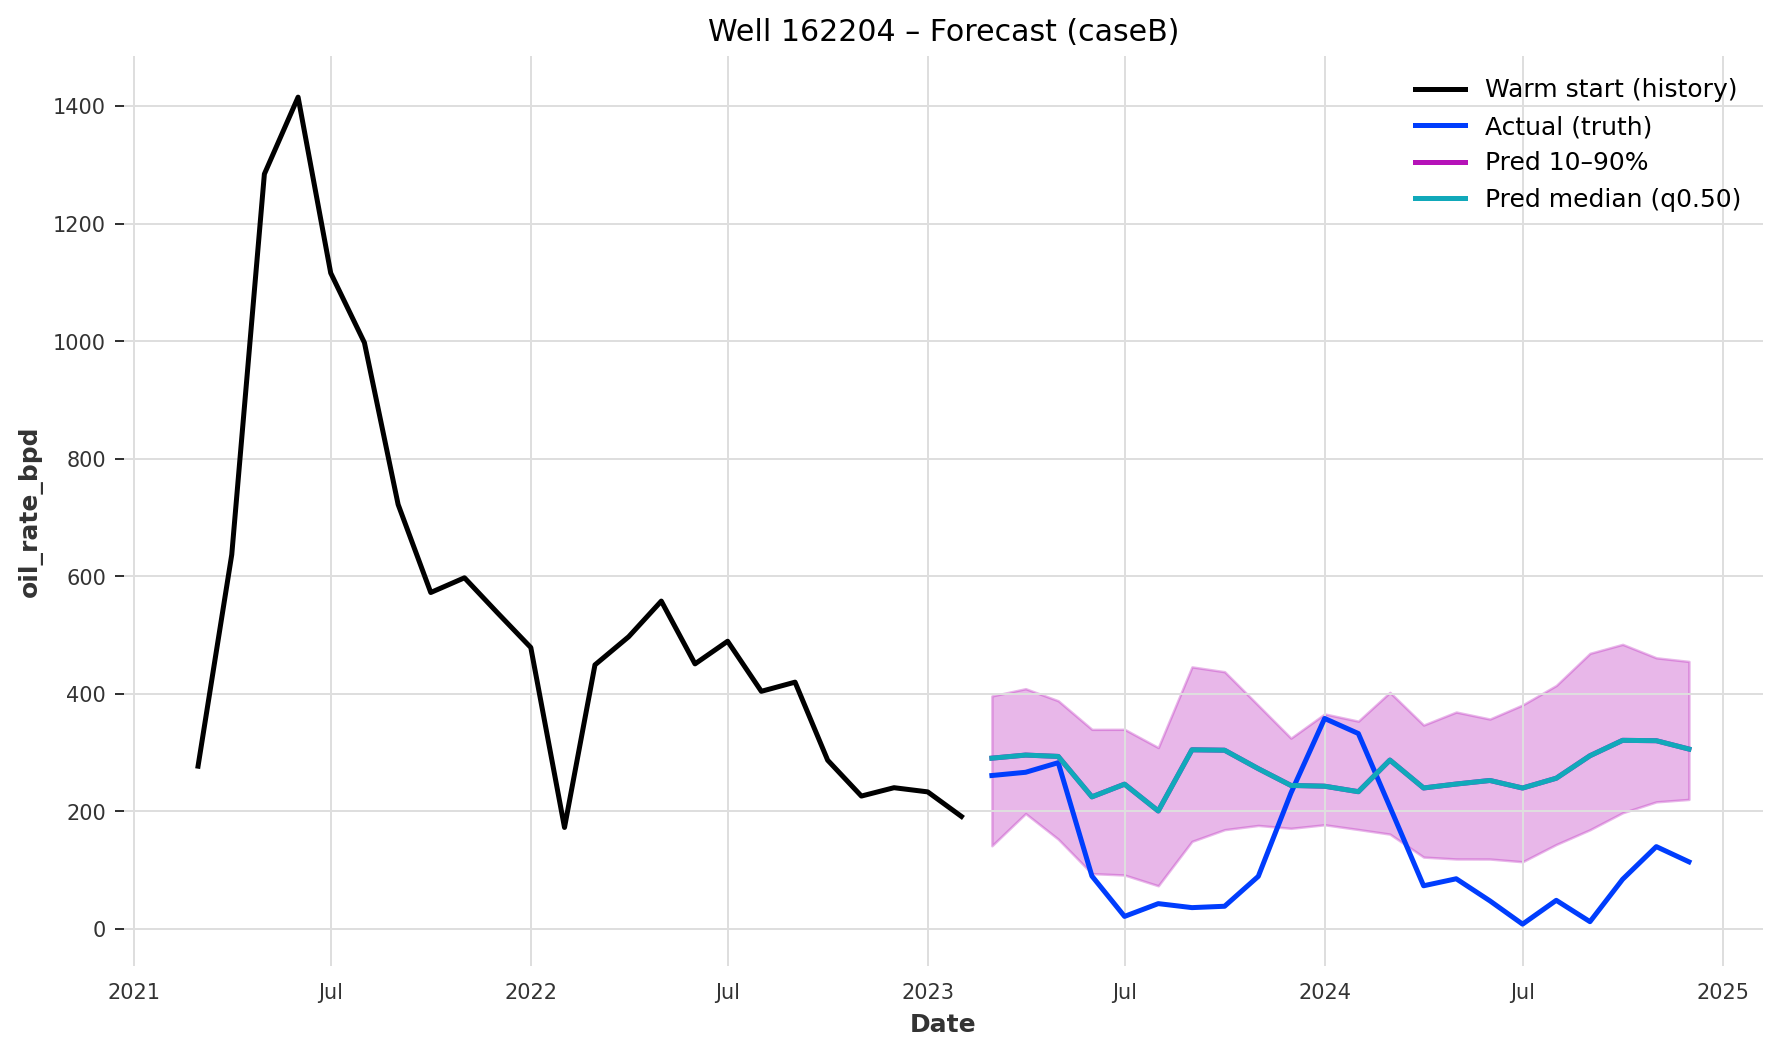 Well 162204 – Forecast (caseB)
Warm start (history)
Actual (truth)
Pred 10–90%
Pred median (q0.50)
oil_rate_bpd
1400
1200
1000
800
600
400
200
0
2021
Jul
2022
Jul
2023
Jul
2024
Jul
2025
Date